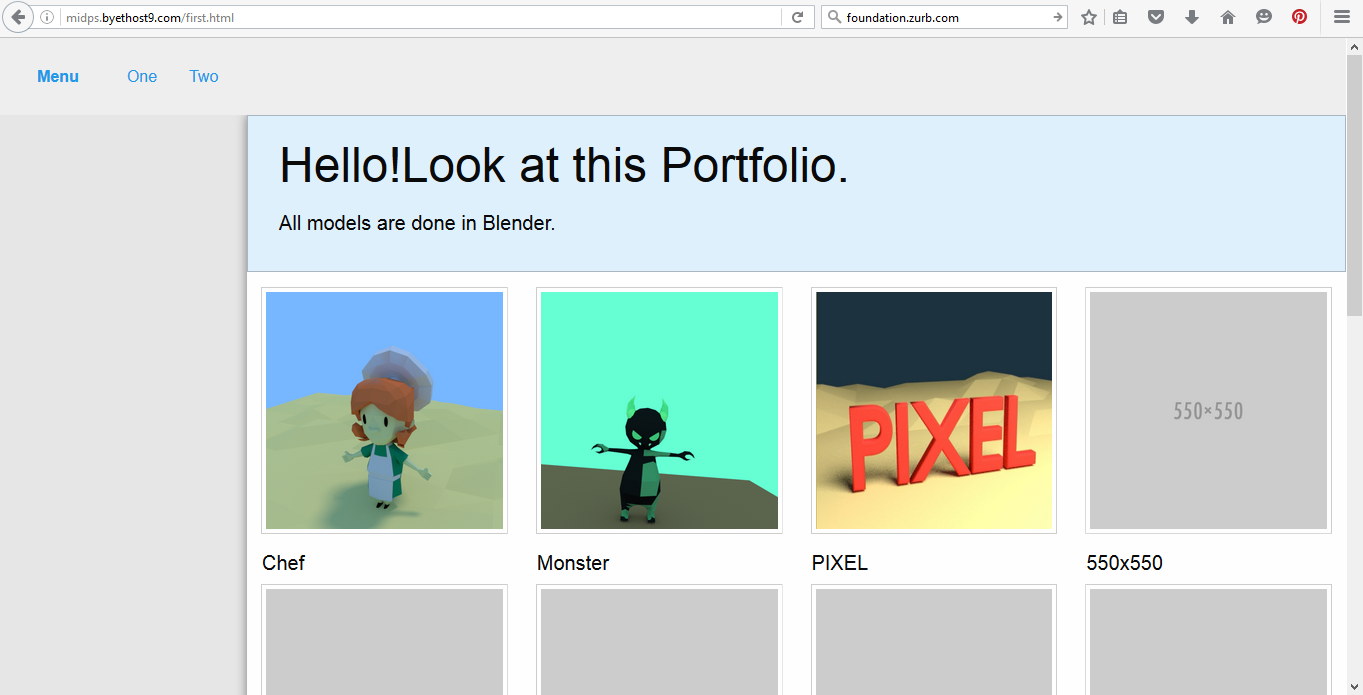 midps.byethost9.com/first.html
foundation.zurb.com
Menu One Two
Hello!Look at this Portfolio.
All models are done in Blender.
PIXEL
550×550
Chef Monster PIXEL 550x550